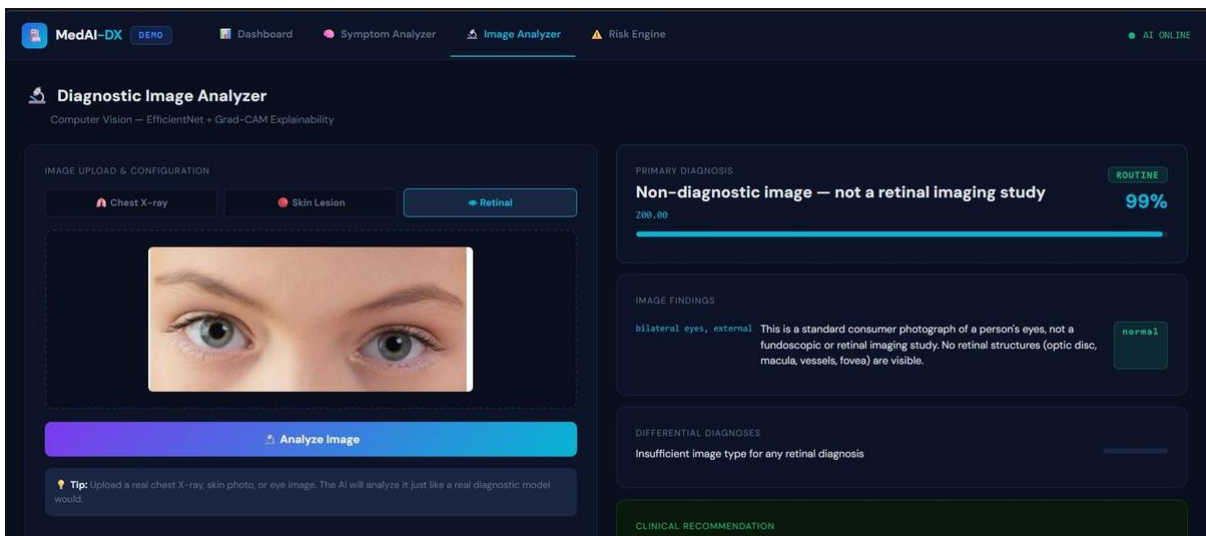 MedAI-DX DEMO Dashboard Symptom Analyzer Image Analyzer Risk Engine AI ONLINE
Diagnostic Image Analyzer
Computer Vision — EfficientNet + Grad-CAM Explainability
IMAGE UPLOAD & CONFIGURATION
Chest X-ray Skin Lesion Retinal
Analyze Image
Tip: Upload a real chest X-ray, skin photo, or eye image. The AI will analyze it just like a real diagnostic model
would.
PRIMARY DIAGNOSIS
ROUTINE
Non-diagnostic image — not a retinal imaging study
99%
Z00.00
IMAGE FINDINGS
bilateral eyes, external
This is a standard consumer photograph of a person's eyes, not a
fundoscopic or retinal imaging study. No retinal structures (optic disc,
macula, vessels, fovea) are visible.
normal
DIFFERENTIAL DIAGNOSES
Insufficient image type for any retinal diagnosis
CLINICAL RECOMMENDATION